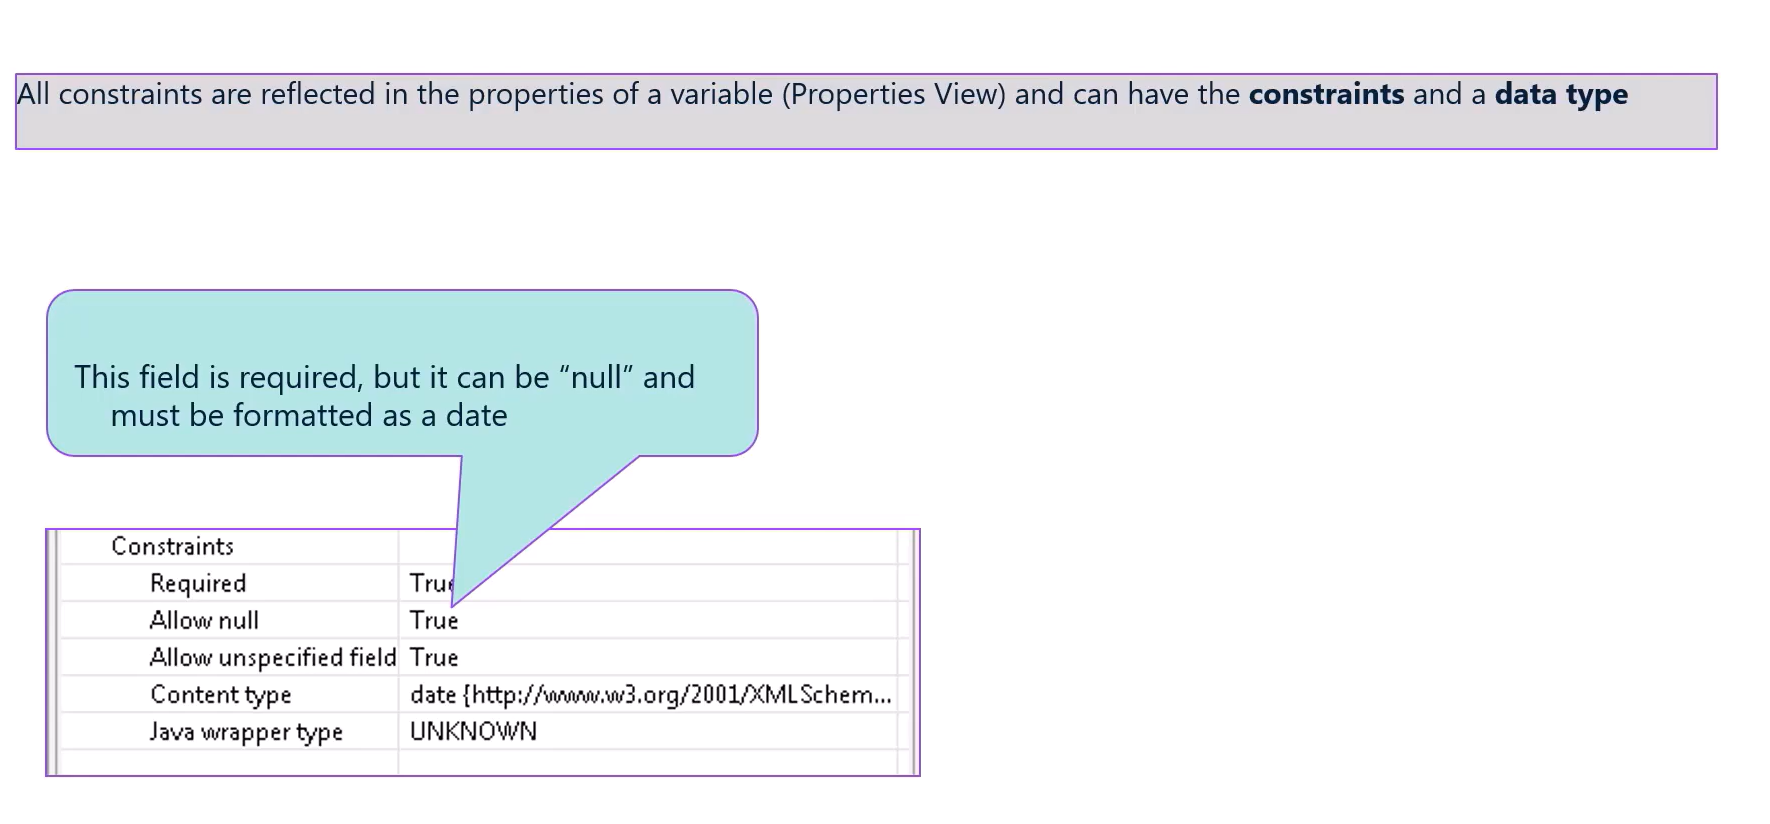 All constraints are reflected in the properties of a variable (Properties View) and can have the constraints and a data type
This field is required, but it can be “null” and
must be formatted as a date
Constraints
Required True
Allow null True
Allow unspecified field True
Content type date {http://www.w3.org/2001/XMLSchem...
Java wrapper type UNKNOWN